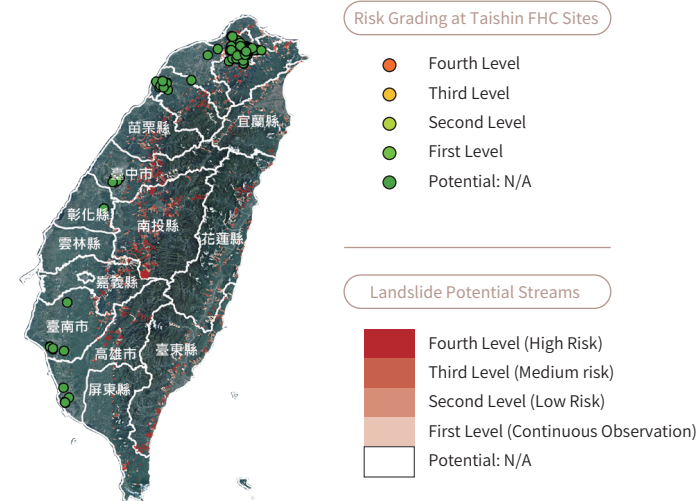 Risk Grading at Taishin FHC Sites
Fourth Level
Third Level
Second Level
First Level
Potential: N/A
Landslide Potential Streams
Fourth Level (High Risk)
Third Level (Medium risk)
Second Level (Low Risk)
First Level (Continuous Observation)
Potential: N/A
苗栗縣
宜蘭縣
臺中市
彰化縣
南投縣
花蓮縣
雲林縣
嘉義縣
臺南市
高雄市
臺東縣
屏東縣